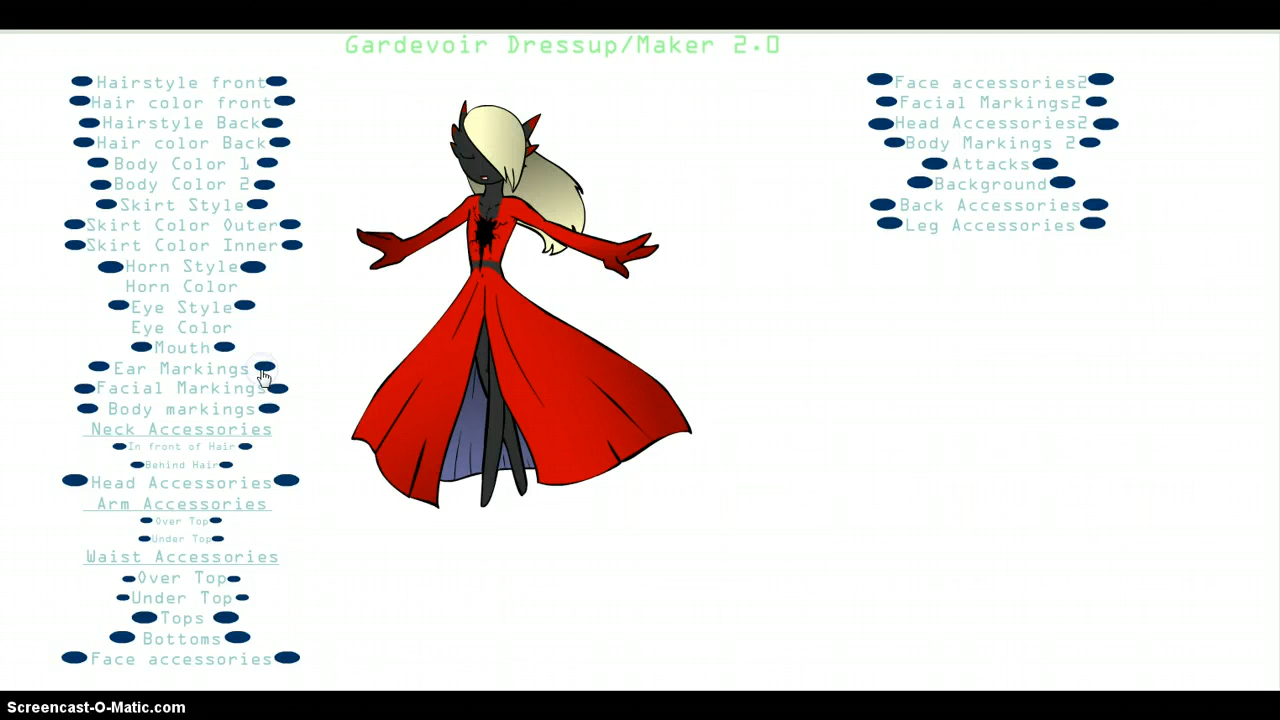 Gardevoir Dressup/Maker 2.0
Hairstyle front
Hair color front
Hairstyle Back
Hair color Back
Body Color 1
Body Color 2
Skirt Style
Skirt Color Outer
Skirt Color Inner
Horn Style
Horn Color
Eye Style
Eye Color
Mouth
Ear Markings
Facial Markings
Body markings
Neck Accessories
In front of Hair
Behind Hair
Head Accessories
Arm Accessories
Over Top
Under Top
Waist Accessories
Over Top
Under Top
Tops
Bottoms
Face accessories
Face accessories2
Facial Markings2
Head Accessories2
Body Markings 2
Attacks
Background
Back Accessories
Leg Accessories
Screencast-O-Matic.com